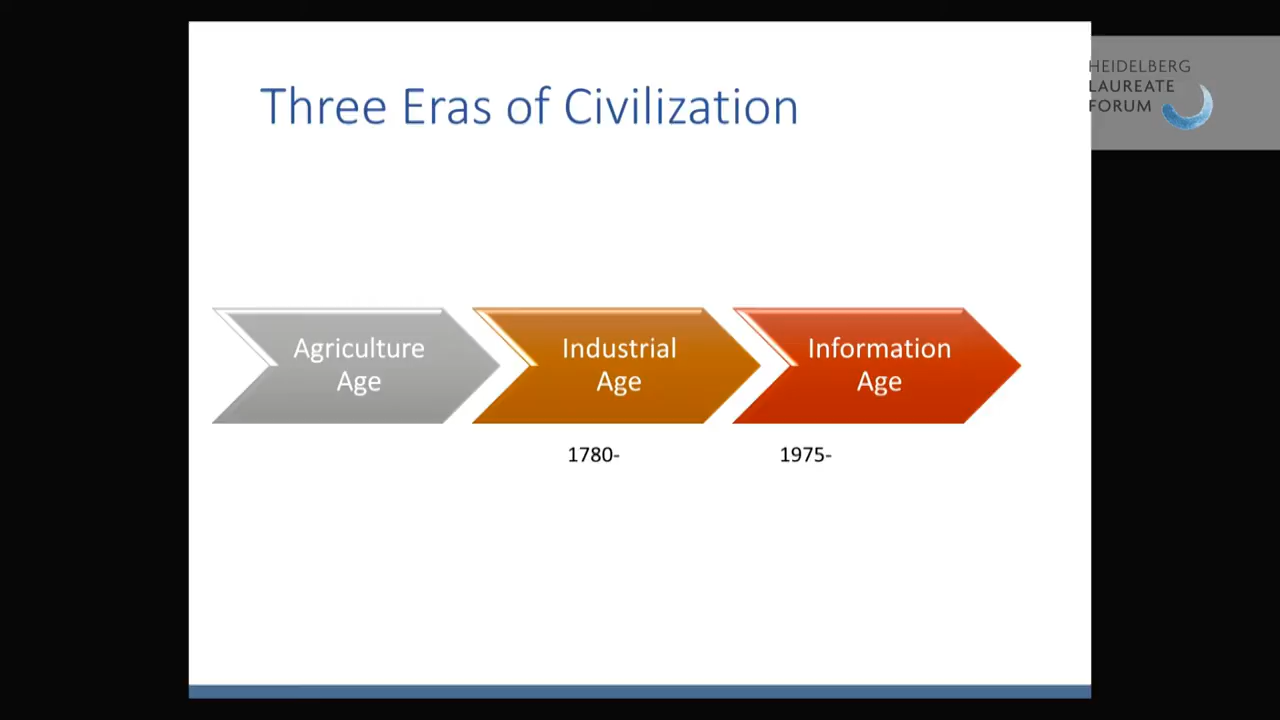 Three Eras of Civilization
HEIDELBERG
LAUREATE
FORUM
Agriculture
Age
Industrial
Age
Information
Age
1780-
1975-